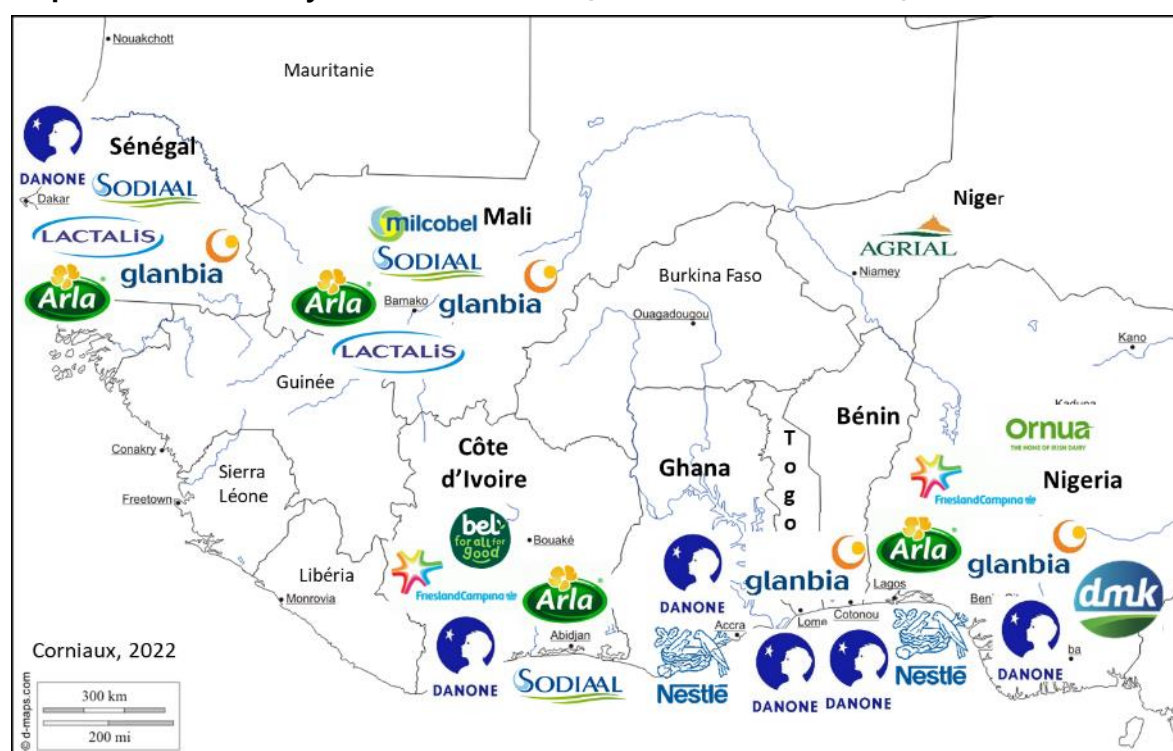 Nouakchott
Mauritanie
DANONE
Sénégal
SODIAAL
Dakar
LACTALIS
glanbia
Arla
milcobel
Mali
SODIAAL
Arla
Bamako
glanbia
LACTALIS
Niger
AGRIAL
Niamey
Burkina Faso
Ouagadougou
Kano
Guinée
Conakry
Sierra
Léone
Freetown
Libéria
Monrovia
Côte
d'Ivoire
bel
for all for
good
Bouaké
FrieslandCampina
Arla
DANONE
Abidjan
SODIAAL
Ghana
DANONE
Accra
Nestlé
Togo
Bénin
glanbia
Lome
Cotonou
DANONE
DANONE
Ornua
THE HOME OF IRISH DAIRY
Nigeria
FrieslandCampina
Arla
glanbia
Lagos
Nestlé
dmk
DANONE
ba
Corniaux, 2022
300 km
200 mi
© d-maps.com